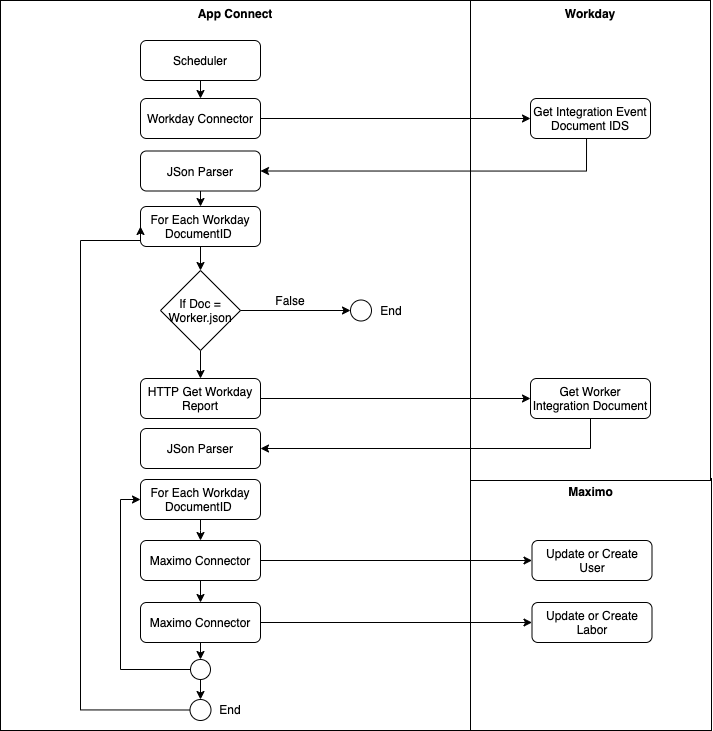 App Connect
Workday
Scheduler
Workday Connector
Get Integration Event
Document IDS
JSon Parser
For Each Workday
DocumentID
If Doc =
Worker.json
False
End
HTTP Get Workday
Report
Get Worker
Integration Document
JSon Parser
For Each Workday
DocumentID
Maximo
Maximo Connector
Update or Create
User
Maximo Connector
Update or Create
Labor
End